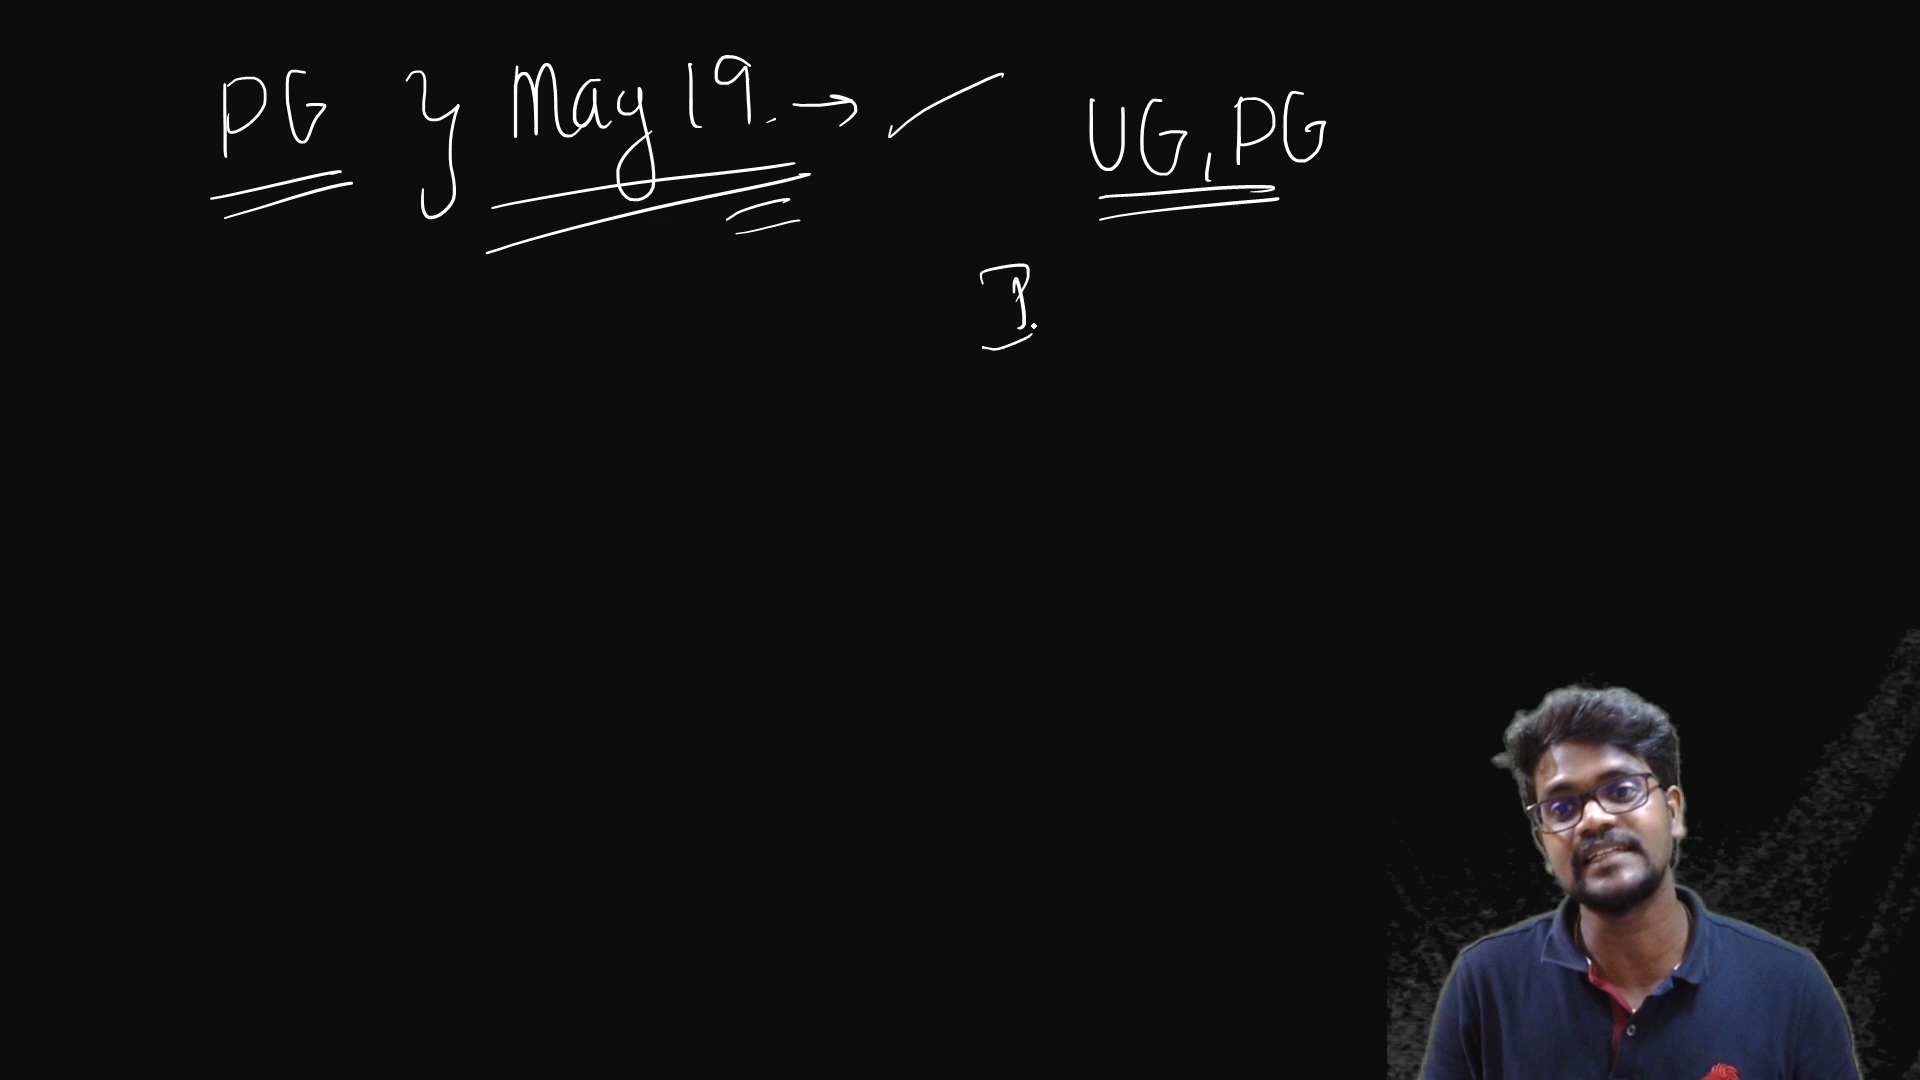 PG } May 19. → ✓ UG, PG